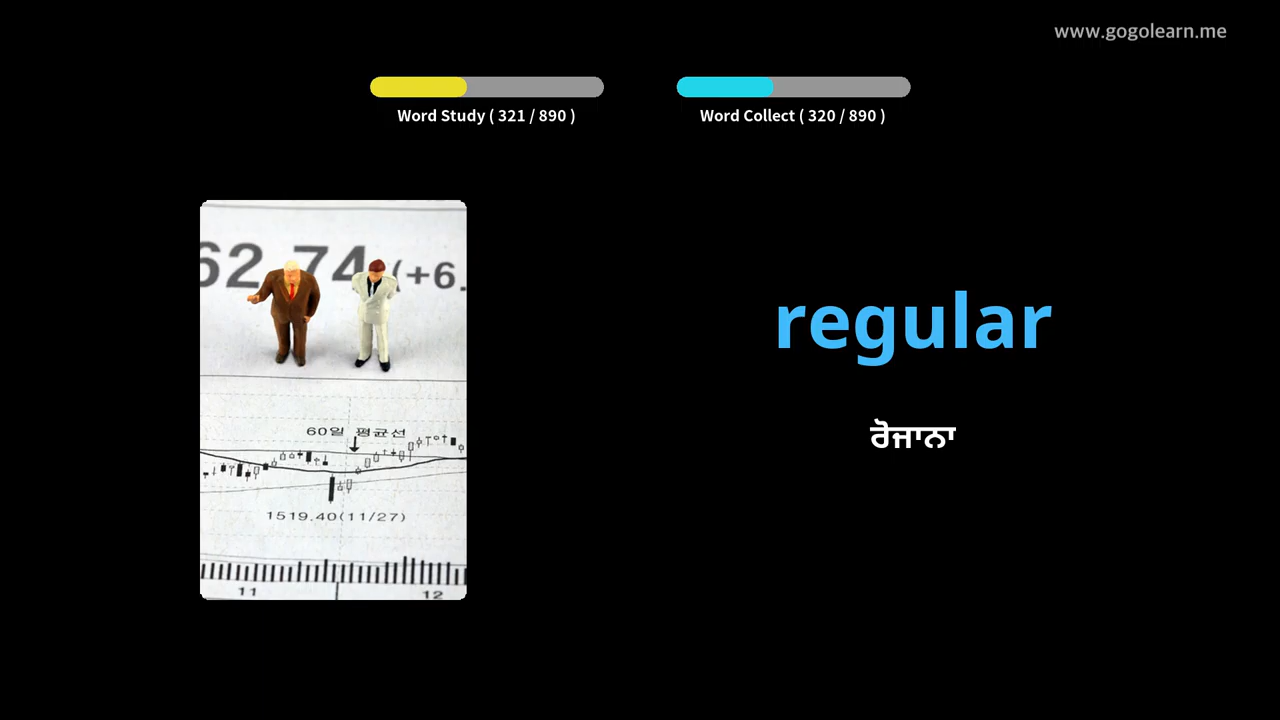 www.gogolearn.me
Word Study ( 321 / 890 )
Word Collect ( 320 / 890 )
62.74 (+6.
60일 평균선
1519.40(11/27)
11
12
regular
ਰੋਜਾਨਾ